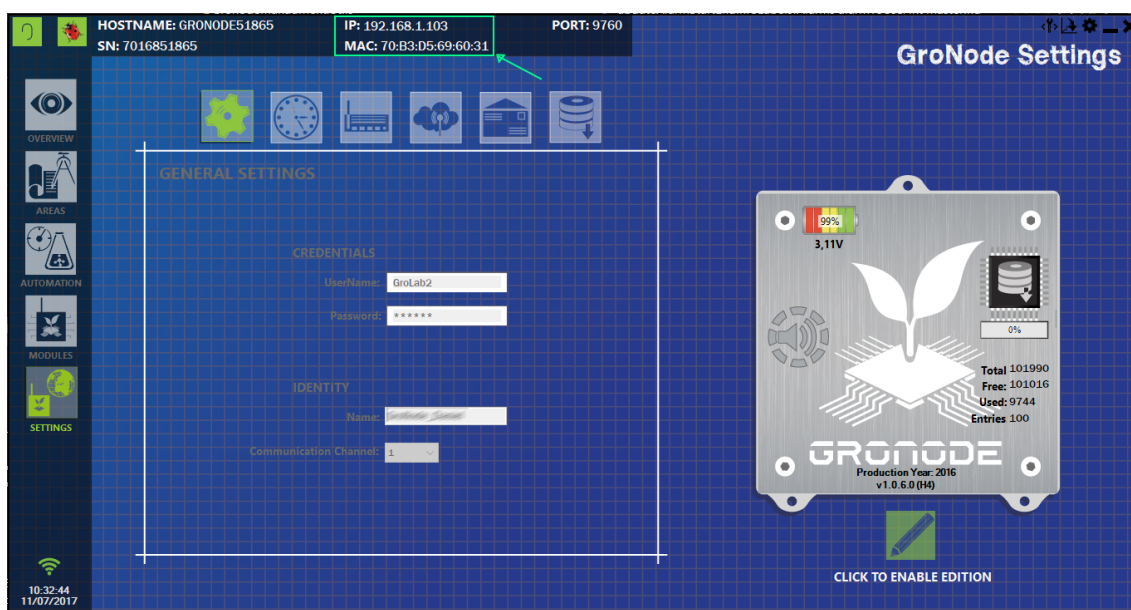 HOSTNAME: GRONODE51865 IP: 192.168.1.103 PORT: 9760
SN: 7016851865 MAC: 70:B3:D5:69:60:31
GroNode Settings
OVERVIEW
AREAS
AUTOMATION
MODULES
SETTINGS
10:32:44
11/07/2017
GENERAL SETTINGS
CREDENTIALS
UserName: GroLab2
Password: ******
IDENTITY
Name:
Communication Channel: 1
99%
3,11V
0%
Total 101990
Free: 101016
Used: 9744
Entries 100
GRONODE
Production Year: 2016
v1.0.6.0 (H4)
CLICK TO ENABLE EDITION